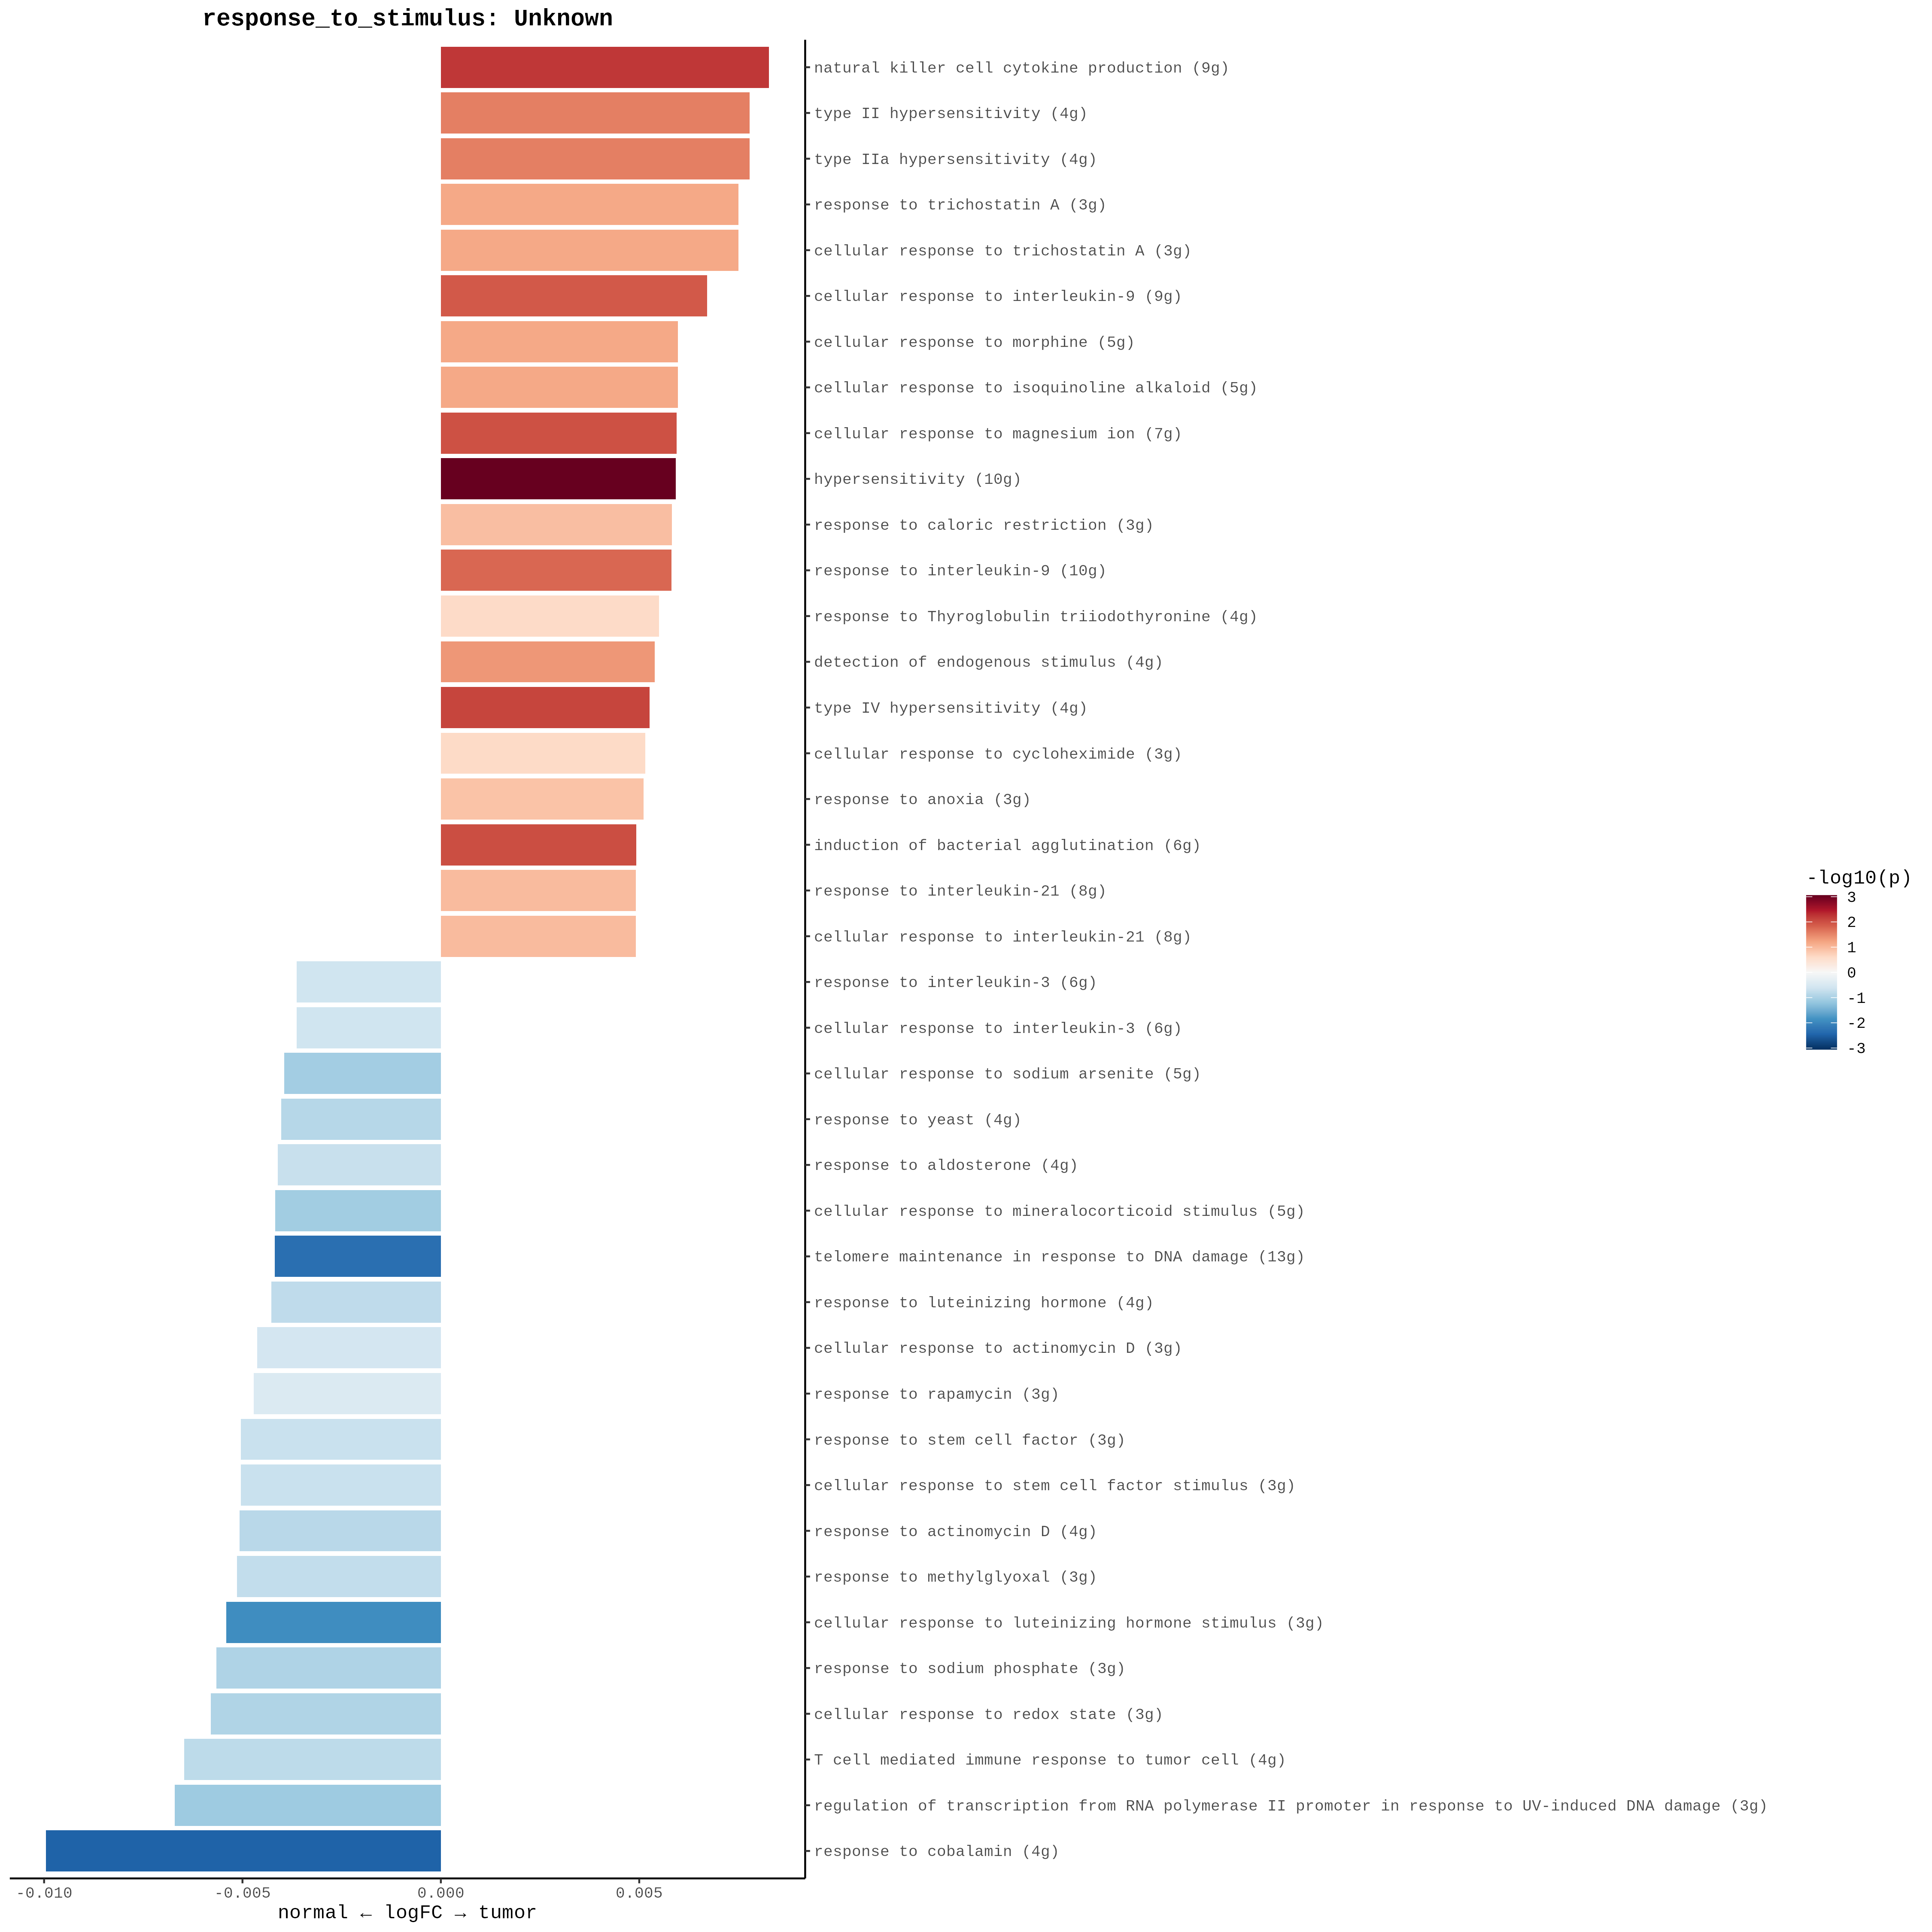 response_to_stimulus: Unknown
natural killer cell cytokine production (9g)
type II hypersensitivity (4g)
type IIa hypersensitivity (4g)
response to trichostatin A (3g)
cellular response to trichostatin A (3g)
cellular response to interleukin-9 (9g)
cellular response to morphine (5g)
cellular response to isoquinoline alkaloid (5g)
cellular response to magnesium ion (7g)
hypersensitivity (10g)
response to caloric restriction (3g)
response to interleukin-9 (10g)
response to Thyroglobulin triiodothyronine (4g)
detection of endogenous stimulus (4g)
type IV hypersensitivity (4g)
cellular response to cycloheximide (3g)
response to anoxia (3g)
induction of bacterial agglutination (6g)
response to interleukin-21 (8g)
cellular response to interleukin-21 (8g)
response to interleukin-3 (6g)
cellular response to interleukin-3 (6g)
cellular response to sodium arsenite (5g)
response to yeast (4g)
response to aldosterone (4g)
cellular response to mineralocorticoid stimulus (5g)
telomere maintenance in response to DNA damage (13g)
response to luteinizing hormone (4g)
cellular response to actinomycin D (3g)
response to rapamycin (3g)
response to stem cell factor (3g)
cellular response to stem cell factor stimulus (3g)
response to actinomycin D (4g)
response to methylglyoxal (3g)
cellular response to luteinizing hormone stimulus (3g)
response to sodium phosphate (3g)
cellular response to redox state (3g)
T cell mediated immune response to tumor cell (4g)
regulation of transcription from RNA polymerase II promoter in response to UV-induced DNA damage (3g)
response to cobalamin (4g)
-0.010 -0.005 0.000 0.005
normal ← logFC → tumor
-log10(p)
3
2
1
0
-1
-2
-3